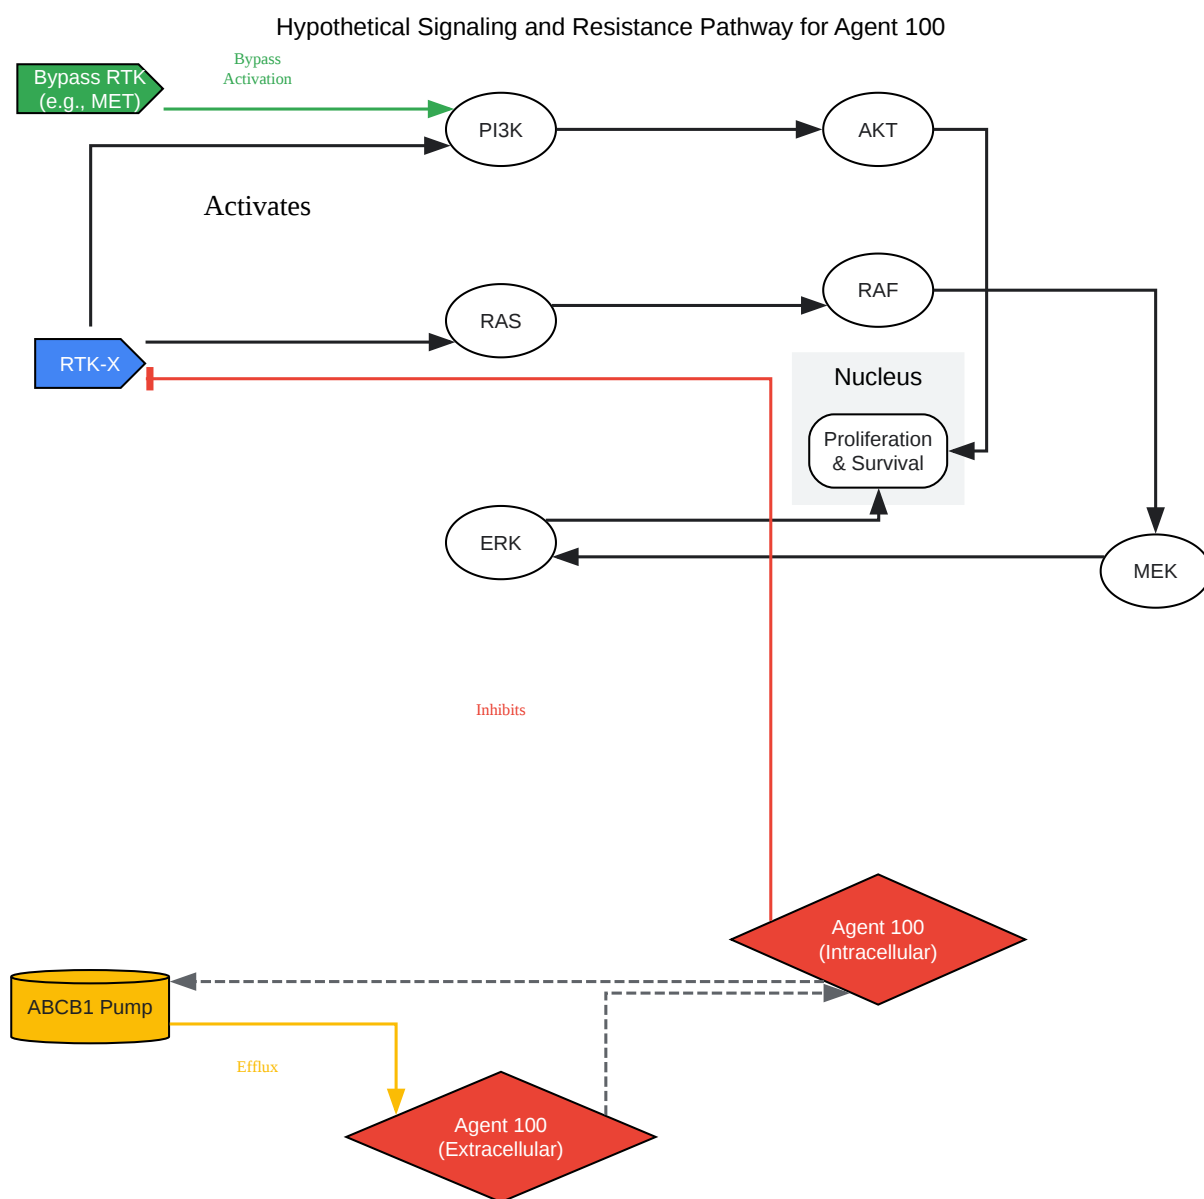 Hypothetical Signaling and Resistance Pathway for Agent 100
Bypass
Activation
Bypass RTK
(e.g., MET)
PI3K
AKT
Activates
RAS
RAF
RTK-X
Nucleus
Proliferation
& Survival
ERK
MEK
Inhibits
Agent 100
(Intracellular)
ABCB1 Pump
Efflux
Agent 100
(Extracellular)